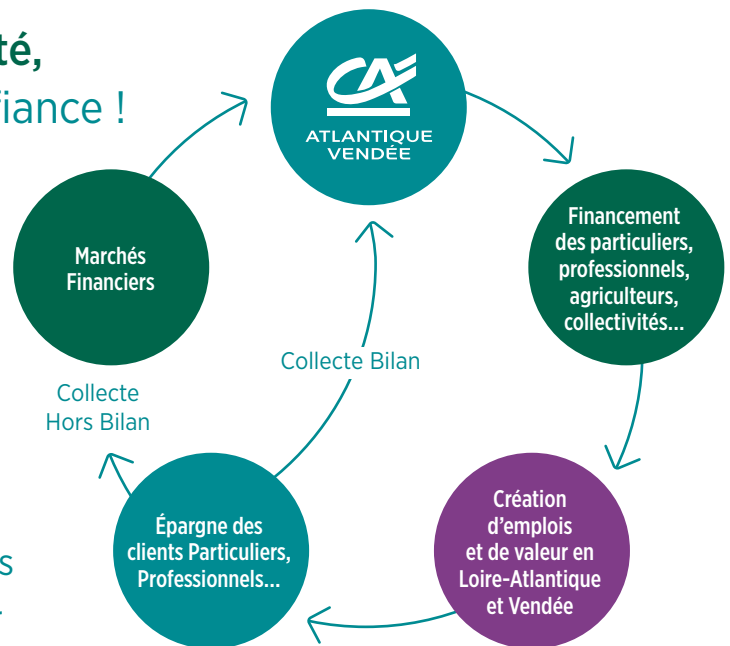 té,
fiance !
CA
ATLANTIQUE
VENDÉE
Financement
des particuliers,
professionnels,
agriculteurs,
collectivités...
Marchés
Financiers
Collecte Bilan
Collecte
Hors Bilan
Création
d'emplois
et de valeur en
Loire-Atlantique
et Vendée
Épargne des
clients Particuliers,
Professionnels...
s